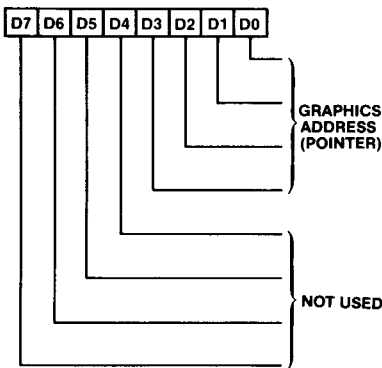 D7 D6 D5 D4 D3 D2 D1 D0
GRAPHICS
ADDRESS
(POINTER)
NOT USED